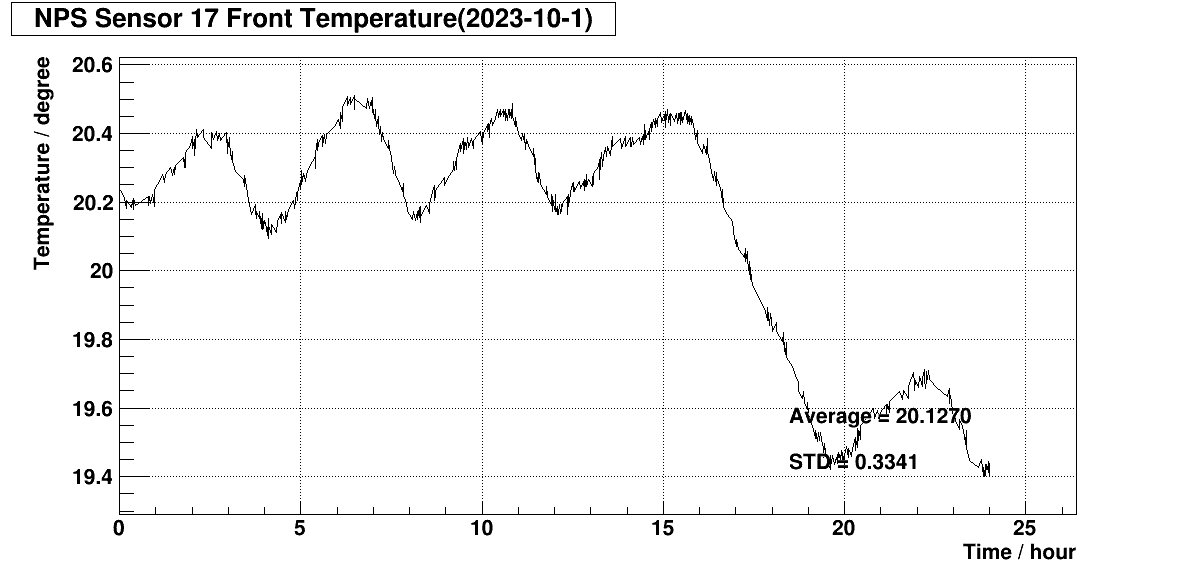 NPS Sensor 17 Front Temperature(2023-10-1)
Temperature / degree
20.6
20.4
20.2
20
19.8
19.6
19.4
Average = 20.1270
STD = 0.3341
0 5 10 15 20 25
Time / hour